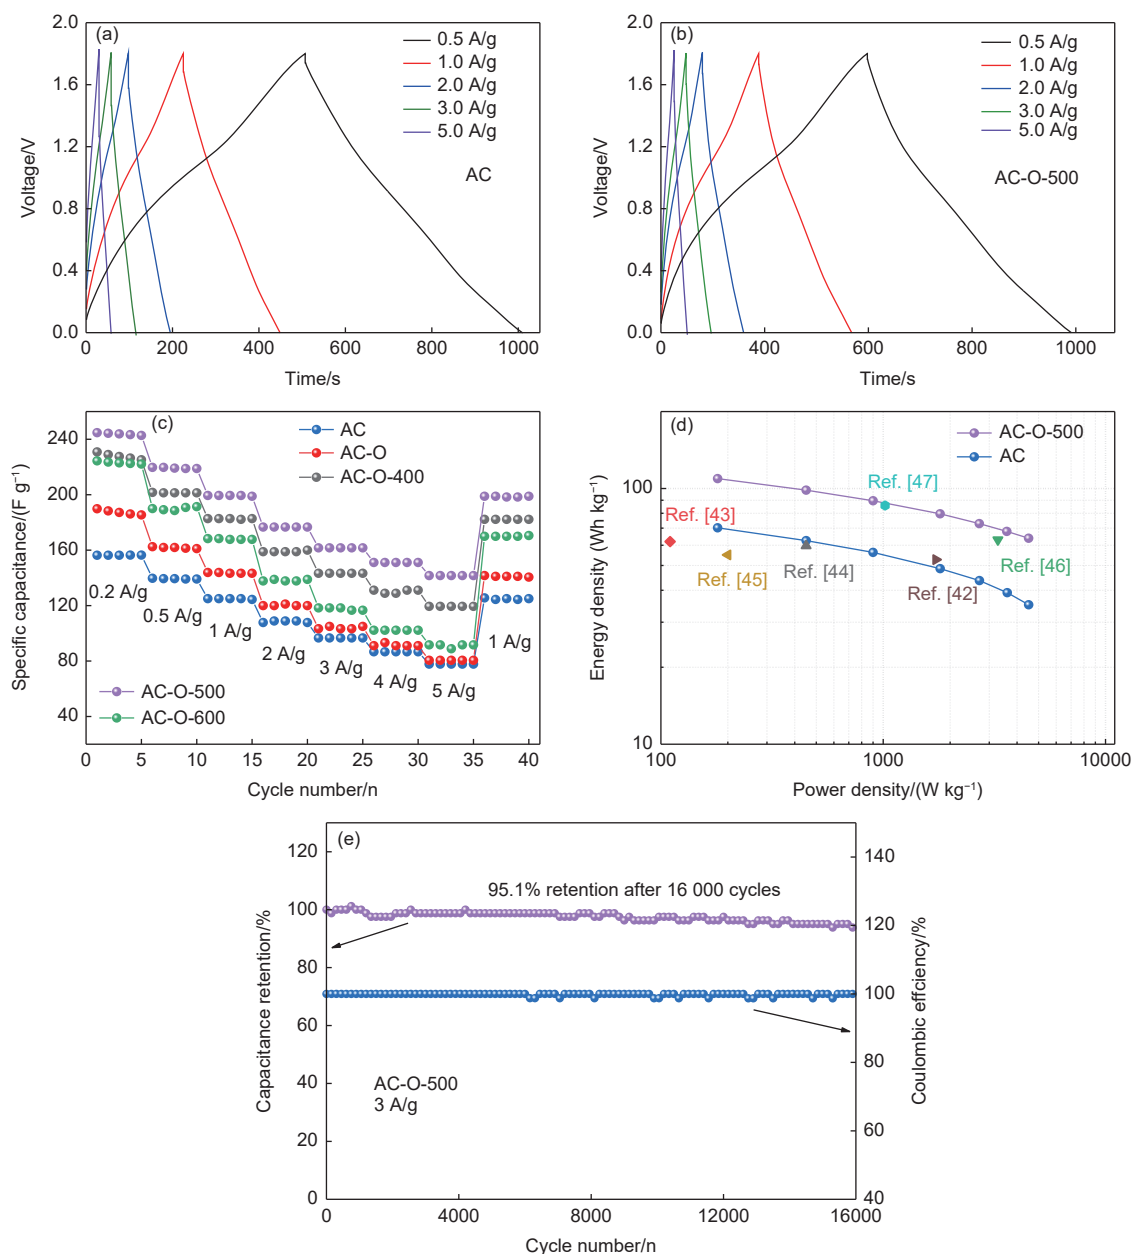 (a)
0.5 A/g
1.0 A/g
2.0 A/g
3.0 A/g
5.0 A/g
AC
2.0
1.6
1.2
0.8
0.4
0.0
Voltage/V
0 200 400 600 800 1000
Time/s
(b)
0.5 A/g
1.0 A/g
2.0 A/g
3.0 A/g
5.0 A/g
AC-O-500
2.0
1.6
1.2
0.8
0.4
0.0
Voltage/V
0 200 400 600 800 1000
Time/s
(c)
AC
AC-O
AC-O-400
240
200
160
120
80
40
Specific capacitance/(F g⁻¹)
0.2 A/g
0.5 A/g
1 A/g
2 A/g
3 A/g
4 A/g
5 A/g
1 A/g
AC-O-500
AC-O-600
0 5 10 15 20 25 30 35 40
Cycle number/n
(d)
AC-O-500
AC
Ref. [47]
Ref. [43]
Ref. [45]
Ref. [44]
Ref. [46]
Ref. [42]
100
10
Energy density (Wh kg⁻¹)
100 1000 10000
Power density/(W kg⁻¹)
(e)
95.1% retention after 16 000 cycles
AC-O-500
3 A/g
120
100
80
60
40
20
0
Capacitance retention/%
140
120
100
80
60
40
Coulombic effciency/%
0 4000 8000 12000 16000
Cycle number/n